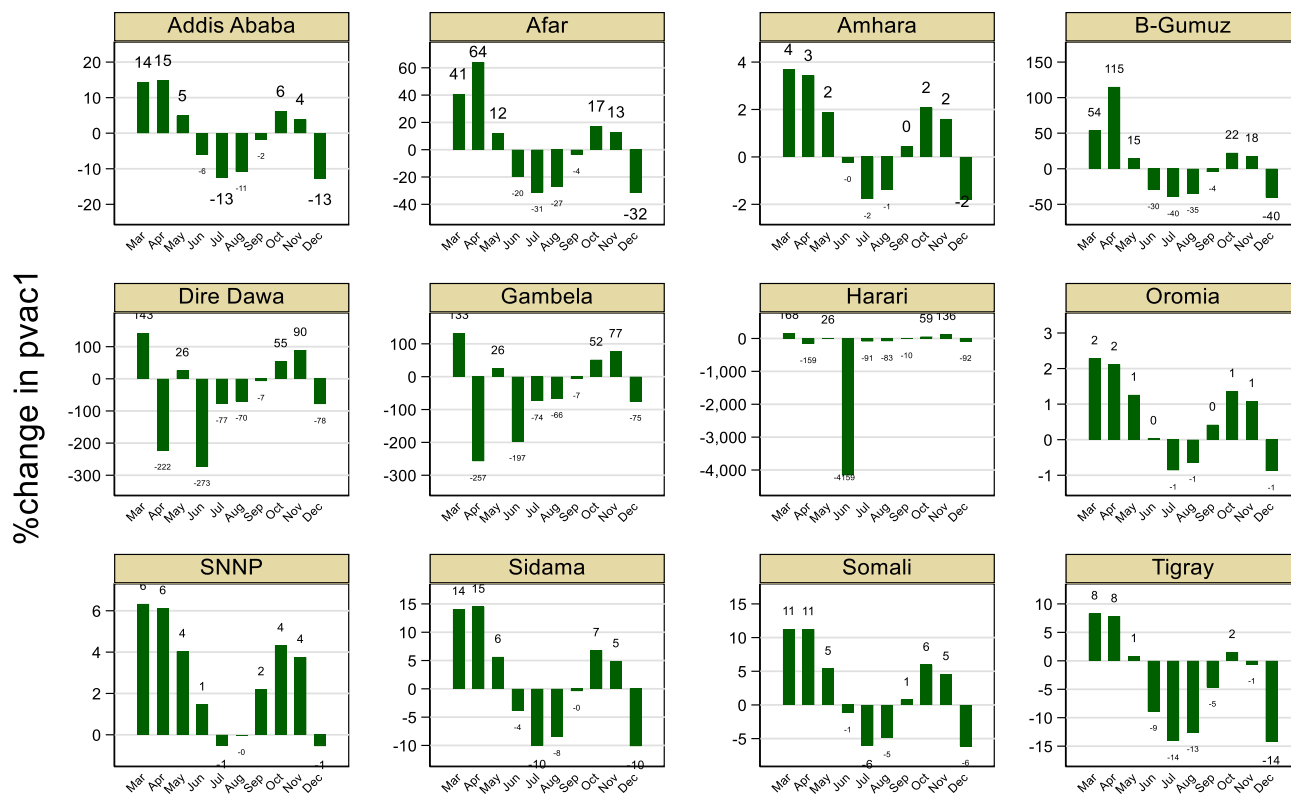 Addis Ababa
20
10
0
-10
-20
14 15 5 -6 -13 -11 -2 6 4 -13
Mar Apr May Jun Jul Aug Sep Oct Nov Dec
Afar
60
40
20
0
-20
-40
41 64 12 -20 -31 -27 -4 17 13 -32
Mar Apr May Jun Jul Aug Sep Oct Nov Dec
Amhara
4
2
0
-2
4 3 2 -0 -2 -1 0 2 2 -2
Mar Apr May Jun Jul Aug Sep Oct Nov Dec
B-Gumuz
150
100
50
0
-50
54 115 15 -30 -40 -35 -4 22 18 -40
Mar Apr May Jun Jul Aug Sep Oct Nov Dec
%change in pvac1
Dire Dawa
100
0
-100
-200
-300
143 -222 26 -273 -77 -70 -7 55 90 -78
Mar Apr May Jun Jul Aug Sep Oct Nov Dec
Gambela
100
0
-100
-200
-300
133 -257 26 -197 -74 -66 -7 52 77 -75
Mar Apr May Jun Jul Aug Sep Oct Nov Dec
Harari
0
-1,000
-2,000
-3,000
-4,000
168 -159 26 -4159 -91 -83 -10 59 136 -92
Mar Apr May Jun Jul Aug Sep Oct Nov Dec
Oromia
3
2
1
0
-1
2 2 1 0 -1 -1 0 1 1 -1
Mar Apr May Jun Jul Aug Sep Oct Nov Dec
SNNP
6
4
2
0
6 6 4 1 -1 -0 2 4 4 -1
Mar Apr May Jun Jul Aug Sep Oct Nov Dec
Sidama
15
10
5
0
-5
-10
14 15 6 -4 -10 -8 -0 7 5 -10
Mar Apr May Jun Jul Aug Sep Oct Nov Dec
Somali
15
10
5
0
-5
11 11 5 -1 -6 -5 1 6 5 -6
Mar Apr May Jun Jul Aug Sep Oct Nov Dec
Tigray
10
5
0
-5
-10
-15
8 8 1 -9 -14 -13 -5 2 -1 -14
Mar Apr May Jun Jul Aug Sep Oct Nov Dec